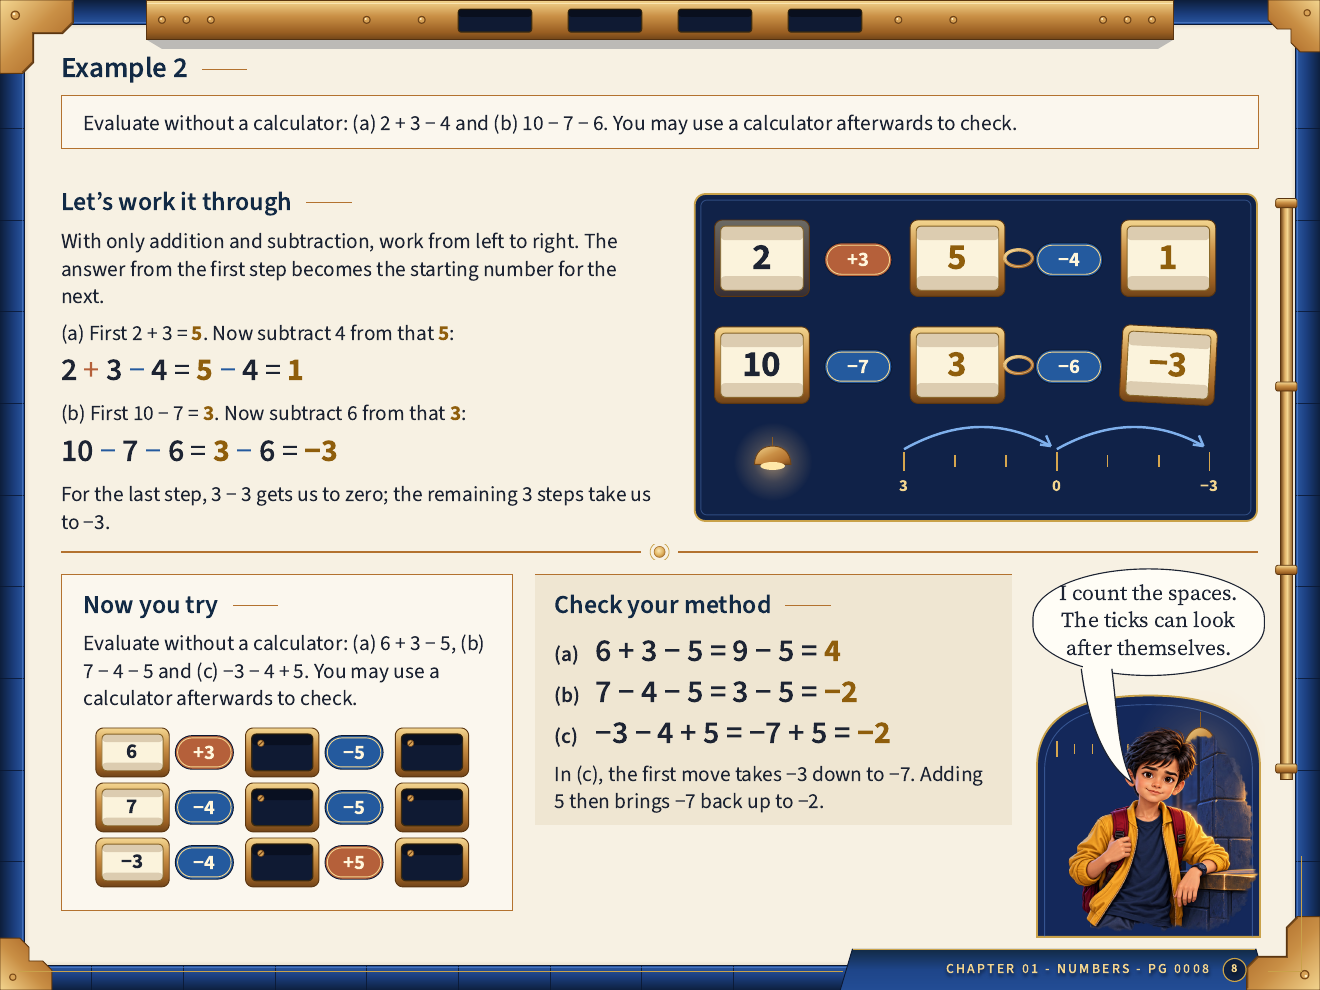 Example 2
Evaluate without a calculator: (a) 2 + 3 − 4 and (b) 10 − 7 − 6. You may use a calculator afterwards to check.
Let’s work it through
With only addition and subtraction, work from left to right. The
answer from the first step becomes the starting number for the
next.
(a) First 2 + 3 = 5. Now subtract 4 from that 5:
2 + 3 − 4 = 5 − 4 = 1
(b) First 10 − 7 = 3. Now subtract 6 from that 3:
10 − 7 − 6 = 3 − 6 = −3
For the last step, 3 − 3 gets us to zero; the remaining 3 steps take us
to −3.
2 +3 5 −4 1
10 −7 3 −6 −3
3 0 −3
Now you try
Evaluate without a calculator: (a) 6 + 3 − 5, (b)
7 − 4 − 5 and (c) −3 − 4 + 5. You may use a
calculator afterwards to check.
6 +3 −5
7 −4 −5
−3 −4 +5
Check your method
(a) 6 + 3 − 5 = 9 − 5 = 4
(b) 7 − 4 − 5 = 3 − 5 = −2
(c) −3 − 4 + 5 = −7 + 5 = −2
In (c), the first move takes −3 down to −7. Adding
5 then brings −7 back up to −2.
I count the spaces.
The ticks can look
after themselves.
CHAPTER 01 - NUMBERS - PG 0008 8